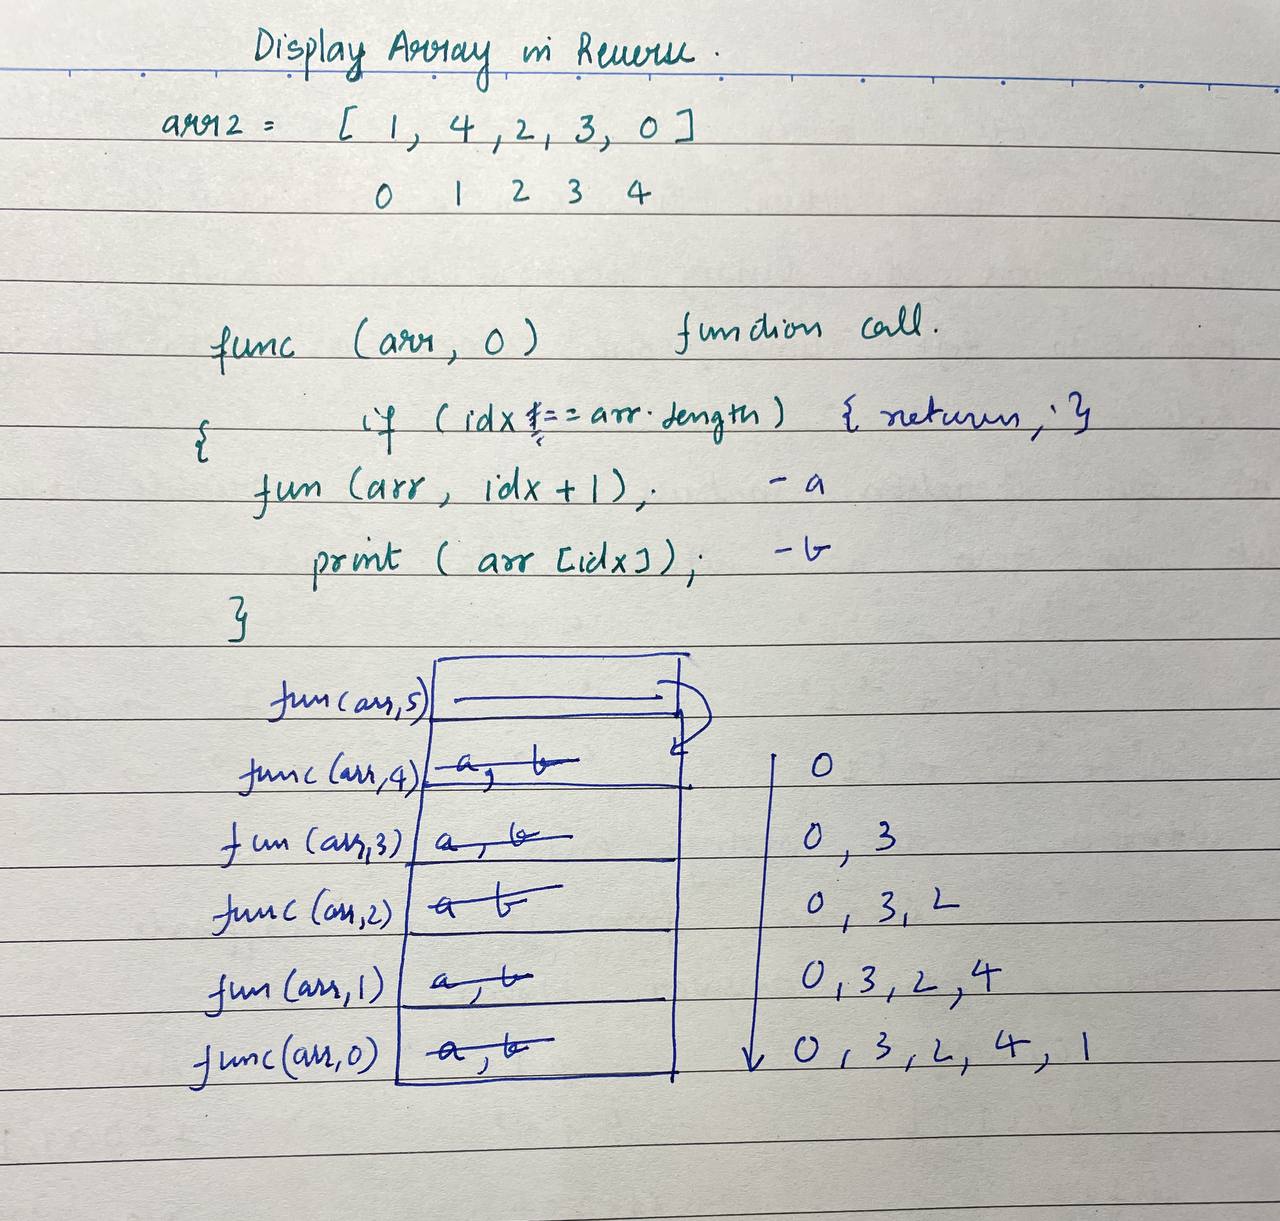 Display Array in Reverse.
arr2 = [ 1, 4, 2, 3, 0 ]
0 1 2 3 4
func (arr, 0) function call.
{ if (idx == arr.length) { return; }
fun (arr, idx + 1); - a
print ( arr [idx] ); - b
}
fun(arr,5)
func(arr,4) a, b 0
fun(arr,3) a, b 0, 3
func(arr,2) a b 0, 3, 2
fun(arr,1) a, b 0, 3, 2, 4
func(arr,0) a, b 0, 3, 2, 4, 1